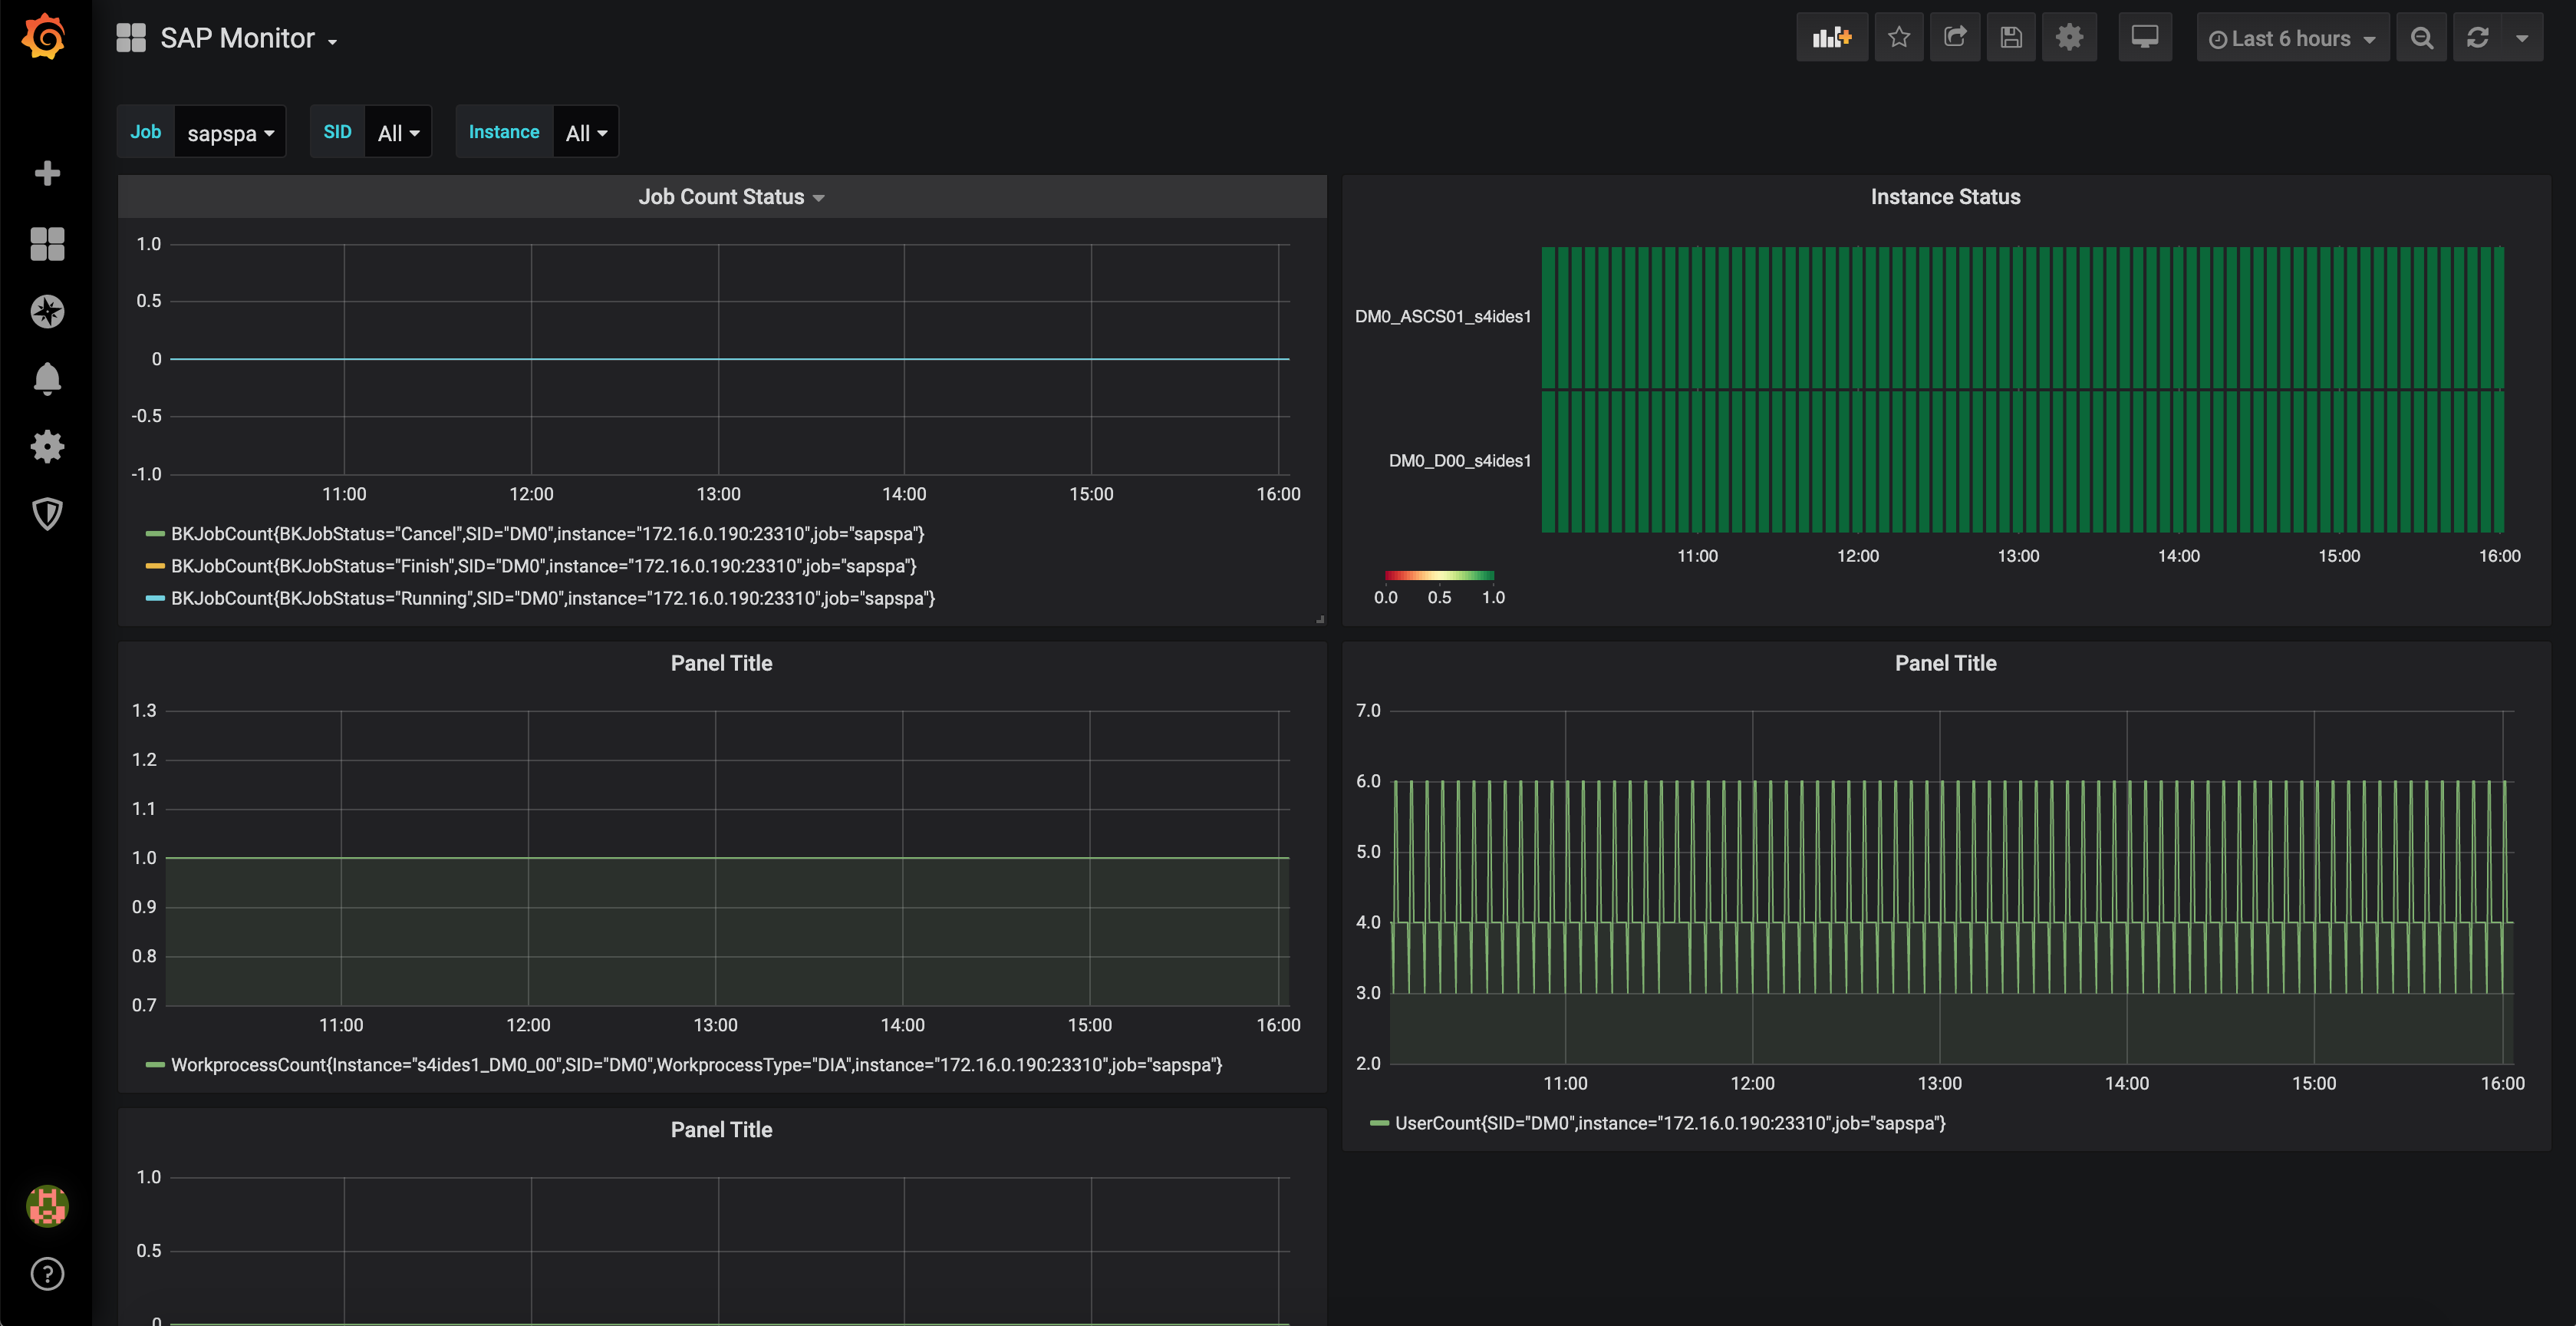 SAP Monitor
Last 6 hours
Job sapspa SID All Instance All
Job Count Status
1.0
0.5
0
-0.5
-1.0
11:00 12:00 13:00 14:00 15:00 16:00
BKJobCount{BKJobStatus="Cancel",SID="DM0",instance="172.16.0.190:23310",job="sapspa"}
BKJobCount{BKJobStatus="Finish",SID="DM0",instance="172.16.0.190:23310",job="sapspa"}
BKJobCount{BKJobStatus="Running",SID="DM0",instance="172.16.0.190:23310",job="sapspa"}
Instance Status
DM0_ASCS01_s4ides1
DM0_D00_s4ides1
11:00 12:00 13:00 14:00 15:00 16:00
0.0 0.5 1.0
Panel Title
1.3
1.2
1.1
1.0
0.9
0.8
0.7
11:00 12:00 13:00 14:00 15:00 16:00
WorkprocessCount{Instance="s4ides1_DM0_00",SID="DM0",WorkprocessType="DIA",instance="172.16.0.190:23310",job="sapspa"}
Panel Title
7.0
6.0
5.0
4.0
3.0
2.0
11:00 12:00 13:00 14:00 15:00 16:00
UserCount{SID="DM0",instance="172.16.0.190:23310",job="sapspa"}
Panel Title
1.0
0.5
0